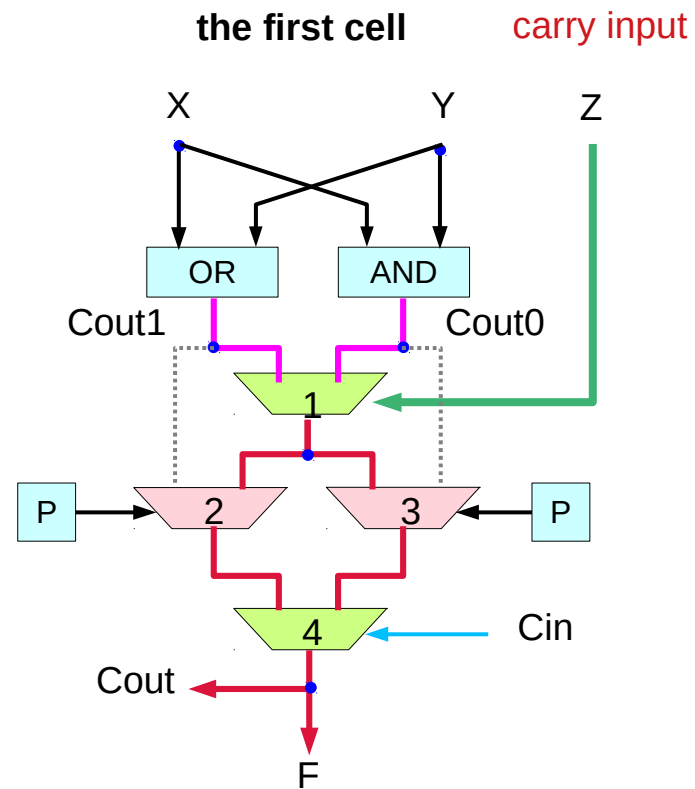 the first cell
carry input
X
Y
Z
OR
AND
Cout1
Cout0
1
P
2
3
P
4
Cin
Cout
F